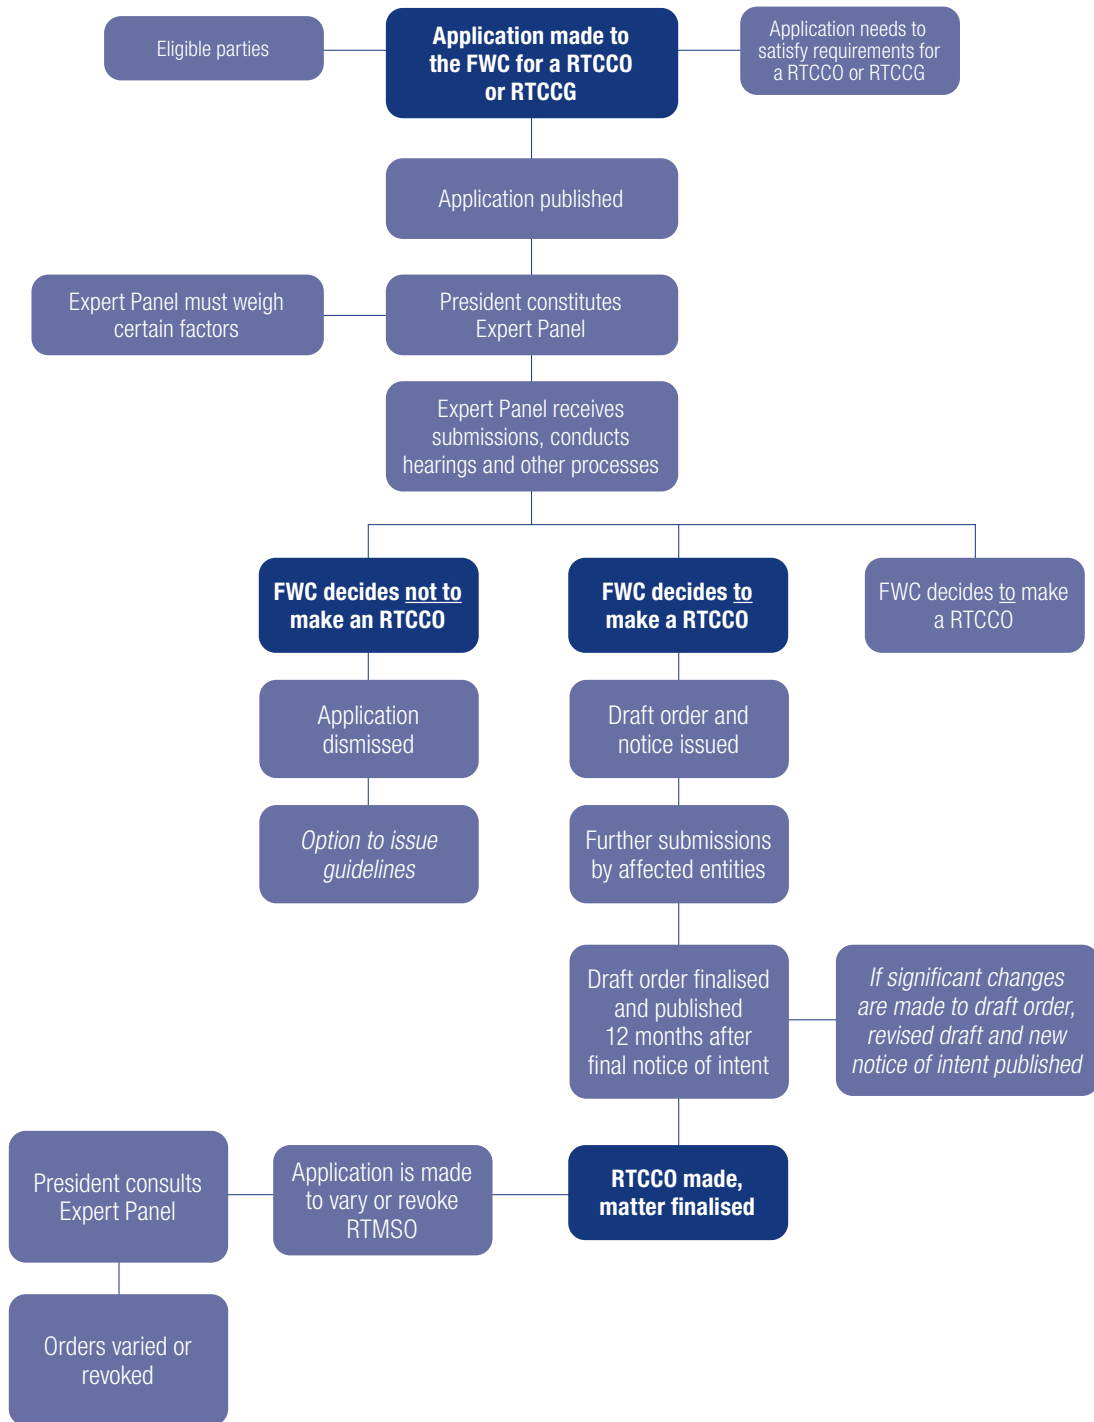 Eligible parties
Application made to
the FWC for a RTCCO
or RTCCG
Application needs to
satisfy requirements for
a RTCCO or RTCCG
Application published
Expert Panel must weigh
certain factors
President constitutes
Expert Panel
Expert Panel receives
submissions, conducts
hearings and other processes
FWC decides not to
make an RTCCO
FWC decides to
make a RTCCO
FWC decides to make
a RTCCO
Application
dismissed
Draft order and
notice issued
Option to issue
guidelines
Further submissions
by affected entities
Draft order finalised
and published
12 months after
final notice of intent
If significant changes
are made to draft order,
revised draft and new
notice of intent published
President consults
Expert Panel
Application is made
to vary or revoke
RTMSO
RTCCO made,
matter finalised
Orders varied or
revoked